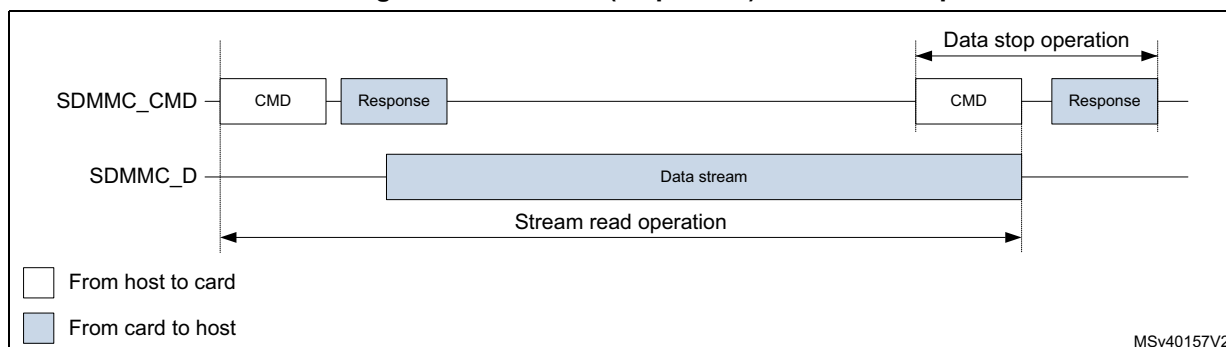 Data stop operation
SDMMC_CMD CMD Response CMD Response
SDMMC_D Data stream
Stream read operation
From host to card
From card to host
MSv40157V2